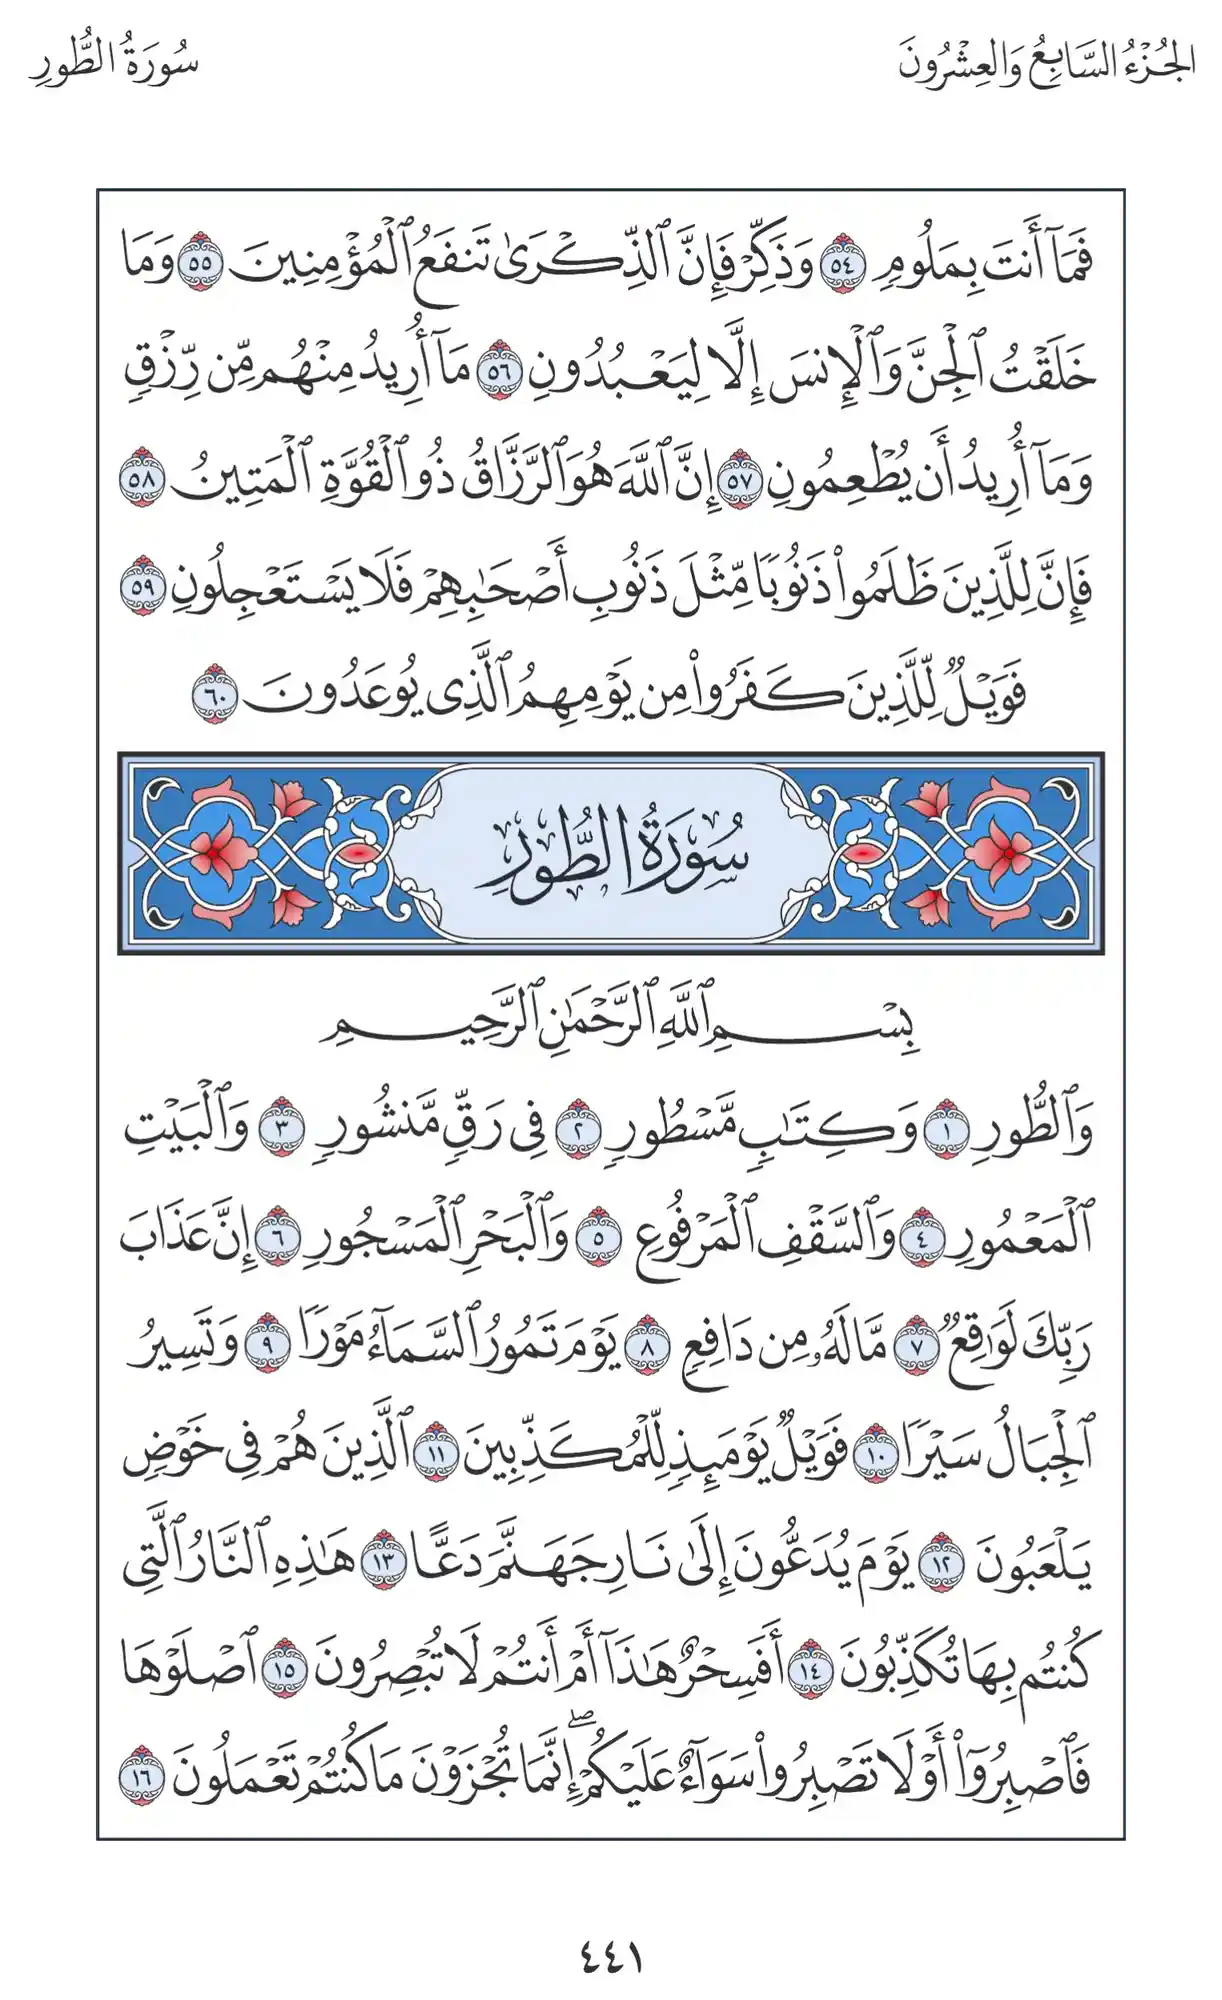 الجُزْءُ السَّابِعُ وَالعِشْرُونَ
سُورَةُ الطُّورِ
فَمَآ أَنتَ بِمَلُومٍ ٥٤ وَذَكِّرْ فَإِنَّ ٱلذِّكْرَىٰ تَنفَعُ ٱلْمُؤْمِنِينَ ٥٥ وَمَا
خَلَقْتُ ٱلْجِنَّ وَٱلْإِنسَ إِلَّا لِيَعْبُدُونِ ٥٦ مَآ أُرِيدُ مِنْهُم مِّن رِّزْقٍ
وَمَآ أُرِيدُ أَن يُطْعِمُونِ ٥٧ إِنَّ ٱللَّهَ هُوَ ٱلرَّزَّاقُ ذُو ٱلْقُوَّةِ ٱلْمَتِينُ ٥٨
فَإِنَّ لِلَّذِينَ ظَلَمُوا۟ ذَنُوبًا مِّثْلَ ذَنُوبِ أَصْحَٰبِهِمْ فَلَا يَسْتَعْجِلُونِ ٥٩
فَوَيْلٌ لِّلَّذِينَ كَفَرُوا۟ مِن يَوْمِهِمُ ٱلَّذِى يُوعَدُونَ ٦٠
سُورَةُ الطُّورِ
بِسْمِ ٱللَّهِ ٱلرَّحْمَٰنِ ٱلرَّحِيمِ
وَٱلطُّورِ ١ وَكِتَٰبٍ مَّسْطُورٍ ٢ فِى رَقٍّ مَّنشُورٍ ٣ وَٱلْبَيْتِ
ٱلْمَعْمُورِ ٤ وَٱلسَّقْفِ ٱلْمَرْفُوعِ ٥ وَٱلْبَحْرِ ٱلْمَسْجُورِ ٦ إِنَّ عَذَابَ
رَبِّكَ لَوَٰقِعٌ ٧ مَّا لَهُۥ مِن دَافِعٍ ٨ يَوْمَ تَمُورُ ٱلسَّمَآءُ مَوْرًا ٩ وَتَسِيرُ
ٱلْجِبَالُ سَيْرًا ١٠ فَوَيْلٌ يَوْمَئِذٍ لِّلْمُكَذِّبِينَ ١١ ٱلَّذِينَ هُمْ فِى خَوْضٍ
يَلْعَبُونَ ١٢ يَوْمَ يُدَعُّونَ إِلَىٰ نَارِ جَهَنَّمَ دَعًّا ١٣ هَٰذِهِ ٱلنَّارُ ٱلَّتِى
كُنتُم بِهَا تُكَذِّبُونَ ١٤ أَفَسِحْرٌ هَٰذَآ أَمْ أَنتُمْ لَا تُبْصِرُونَ ١٥ ٱصْلَوْهَا
فَٱصْبِرُوٓا۟ أَوْ لَا تَصْبِرُوا۟ سَوَآءٌ عَلَيْكُمْ ۖ إِنَّمَا تُجْزَوْنَ مَا كُنتُمْ تَعْمَلُونَ ١٦
٤٤١